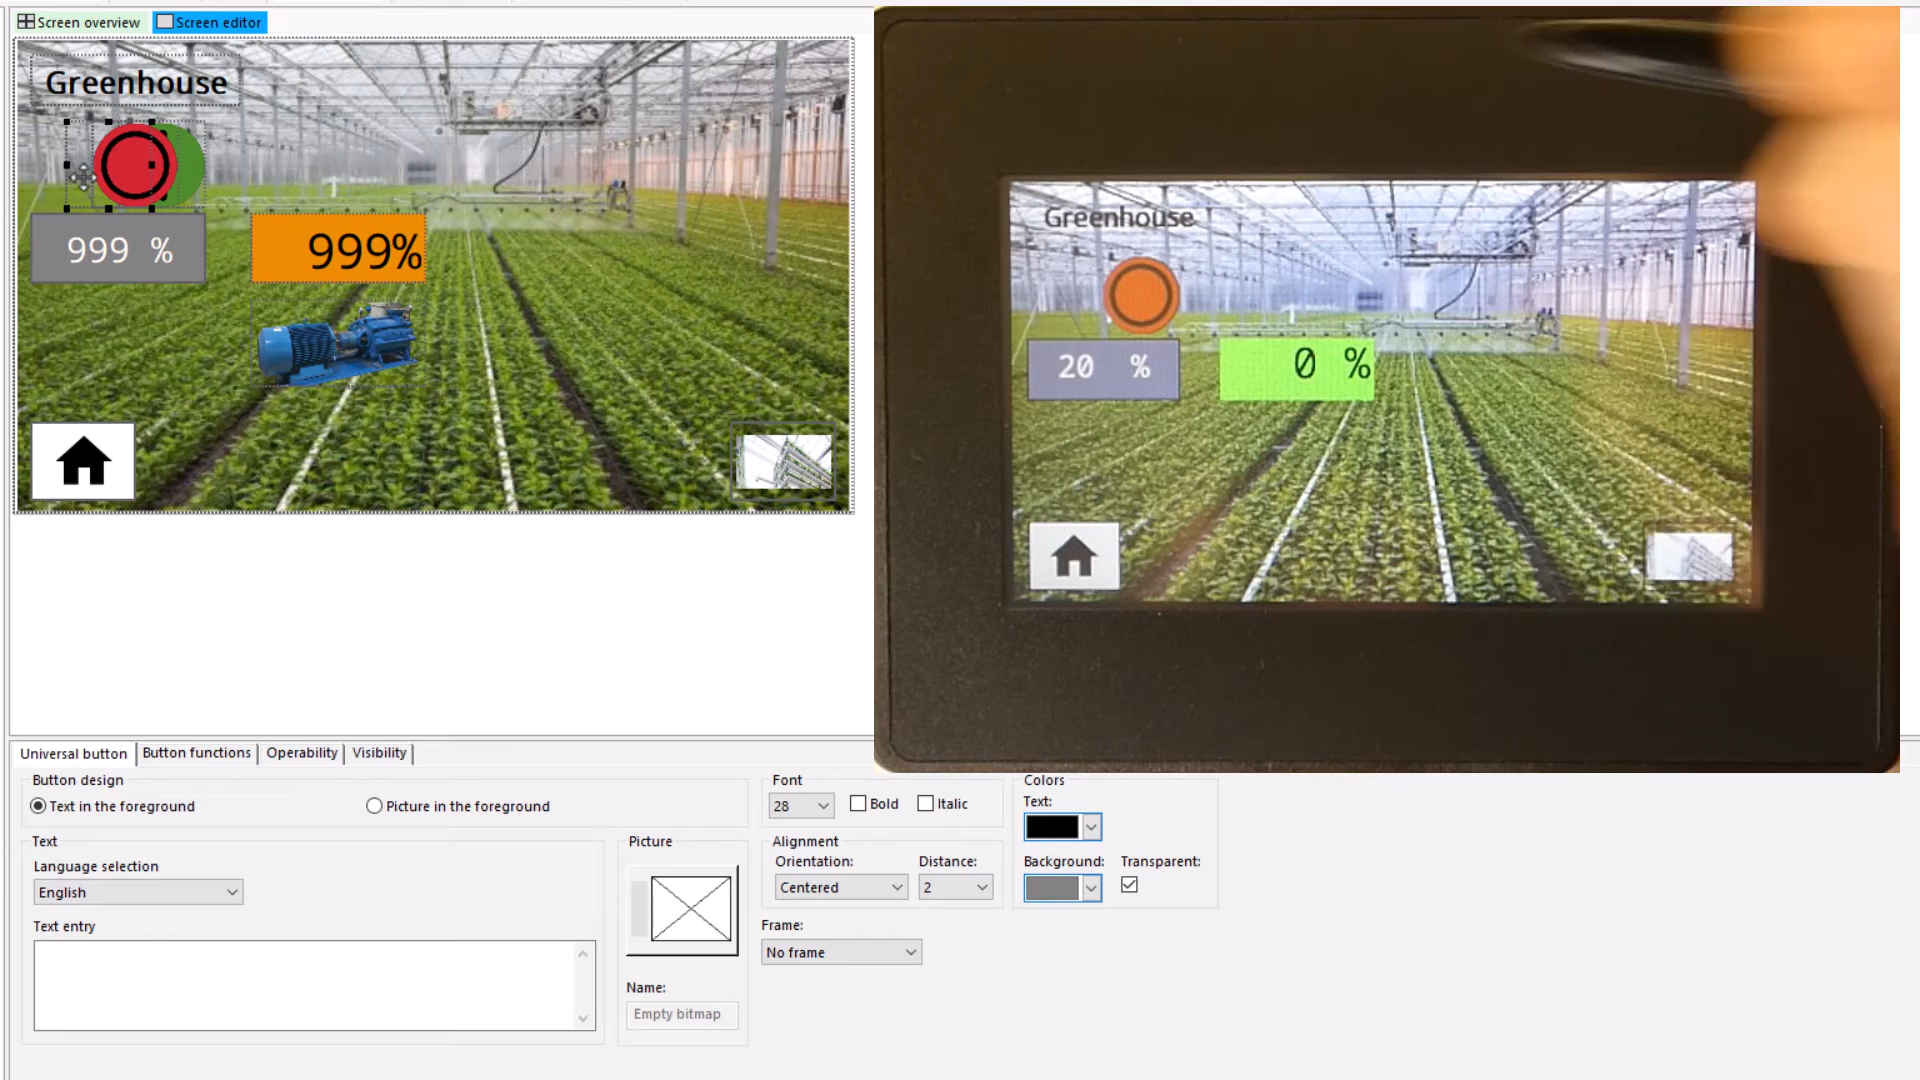 Screen overview
Screen editor
Greenhouse
999 %
999%
Greenhouse
20 %
0 %
Universal button
Button functions
Operability
Visibility
Button design
Text in the foreground
Picture in the foreground
Text
Language selection
English
Text entry
Picture
Name:
Empty bitmap
Font
28
Bold
Italic
Alignment
Orientation:
Distance:
Centered
2
Frame:
No frame
Colors
Text:
Background:
Transparent: